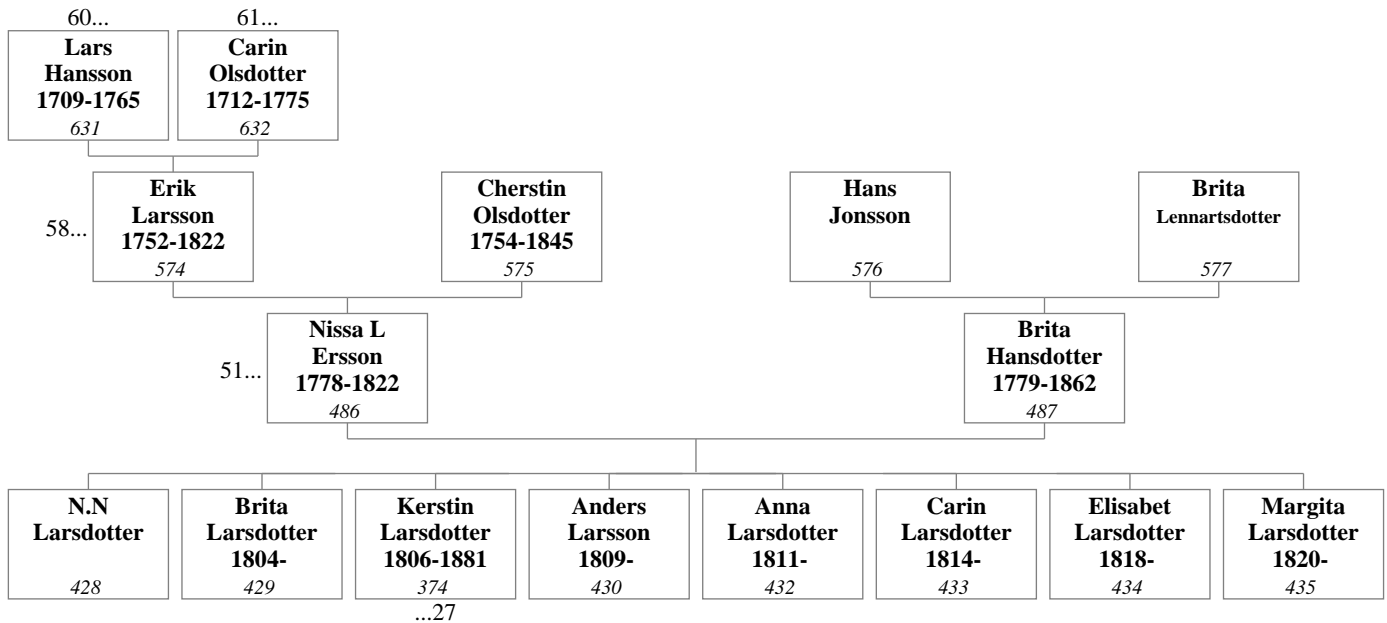 60...
61...
Lars
Hansson
1709-1765
631
Carin
Olsdotter
1712-1775
632
58...
Erik
Larsson
1752-1822
574
Cherstin
Olsdotter
1754-1845
575
Hans
Jonsson
576
Brita
Lennartsdotter
577
51...
Nissa L
Ersson
1778-1822
486
Brita
Hansdotter
1779-1862
487
N.N
Larsdotter
428
Brita
Larsdotter
1804-
429
Kerstin
Larsdotter
1806-1881
374
...27
Anders
Larsson
1809-
430
Anna
Larsdotter
1811-
432
Carin
Larsdotter
1814-
433
Elisabet
Larsdotter
1818-
434
Margita
Larsdotter
1820-
435